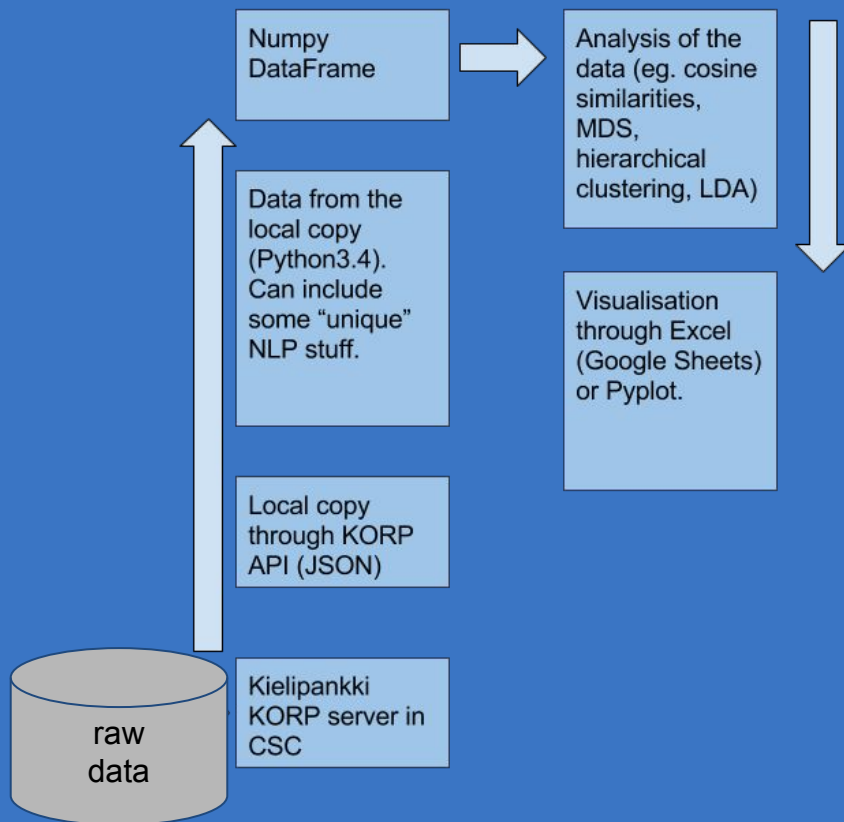 Numpy
DataFrame
Analysis of the
data (eg. cosine
similarities,
MDS,
hierarchical
clustering, LDA)
Data from the
local copy
(Python3.4).
Can include
some “unique”
NLP stuff.
Visualisation
through Excel
(Google Sheets)
or Pyplot.
Local copy
through KORP
API (JSON)
Kielipankki
KORP server in
CSC
raw
data